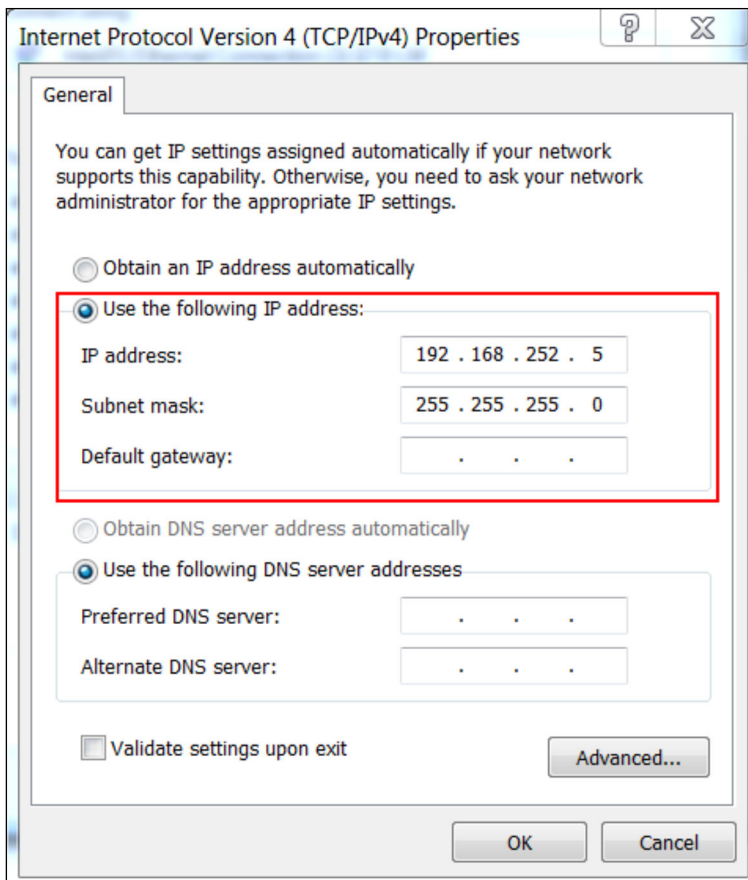 Internet Protocol Version 4 (TCP/IPv4) Properties
General
You can get IP settings assigned automatically if your network
supports this capability. Otherwise, you need to ask your network
administrator for the appropriate IP settings.
Obtain an IP address automatically
Use the following IP address:
IP address: 192 . 168 . 252 . 5
Subnet mask: 255 . 255 . 255 . 0
Default gateway: . . .
Obtain DNS server address automatically
Use the following DNS server addresses
Preferred DNS server: . . .
Alternate DNS server: . . .
Validate settings upon exit
Advanced...
OK Cancel